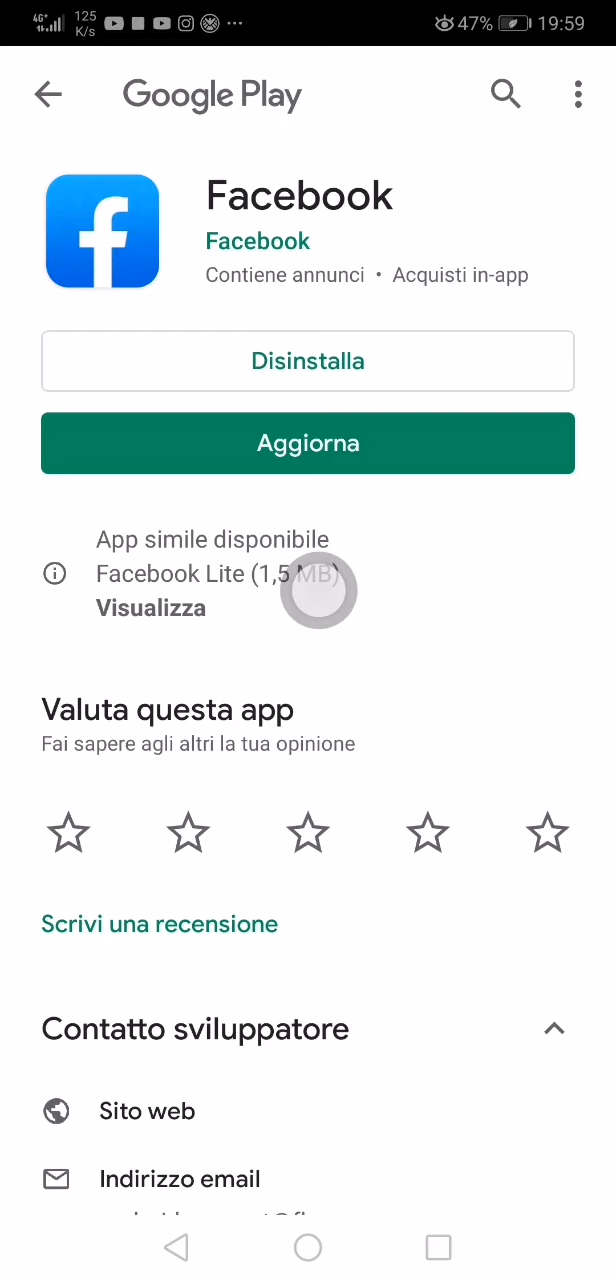 4G+ 125 K/s 47% 19:59
Google Play
Facebook
Facebook
Contiene annunci • Acquisti in-app
Disinstalla
Aggiorna
App simile disponibile
Facebook Lite (1,5 MB)
Visualizza
Valuta questa app
Fai sapere agli altri la tua opinione
Scrivi una recensione
Contatto sviluppatore
Sito web
Indirizzo email